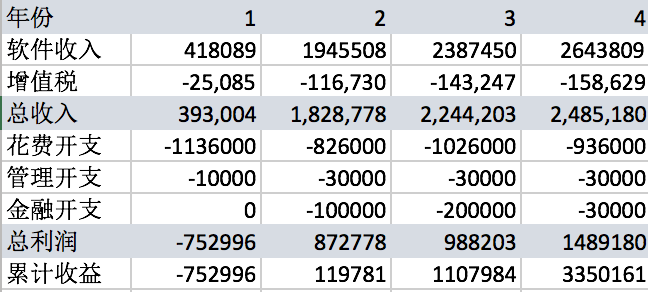 年份 1 2 3 4
软件收入 418089 1945508 2387450 2643809
增值税 -25,085 -116,730 -143,247 -158,629
总收入 393,004 1,828,778 2,244,203 2,485,180
花费开支 -1136000 -826000 -1026000 -936000
管理开支 -10000 -30000 -30000 -30000
金融开支 0 -100000 -200000 -30000
总利润 -752996 872778 988203 1489180
累计收益 -752996 119781 1107984 3350161